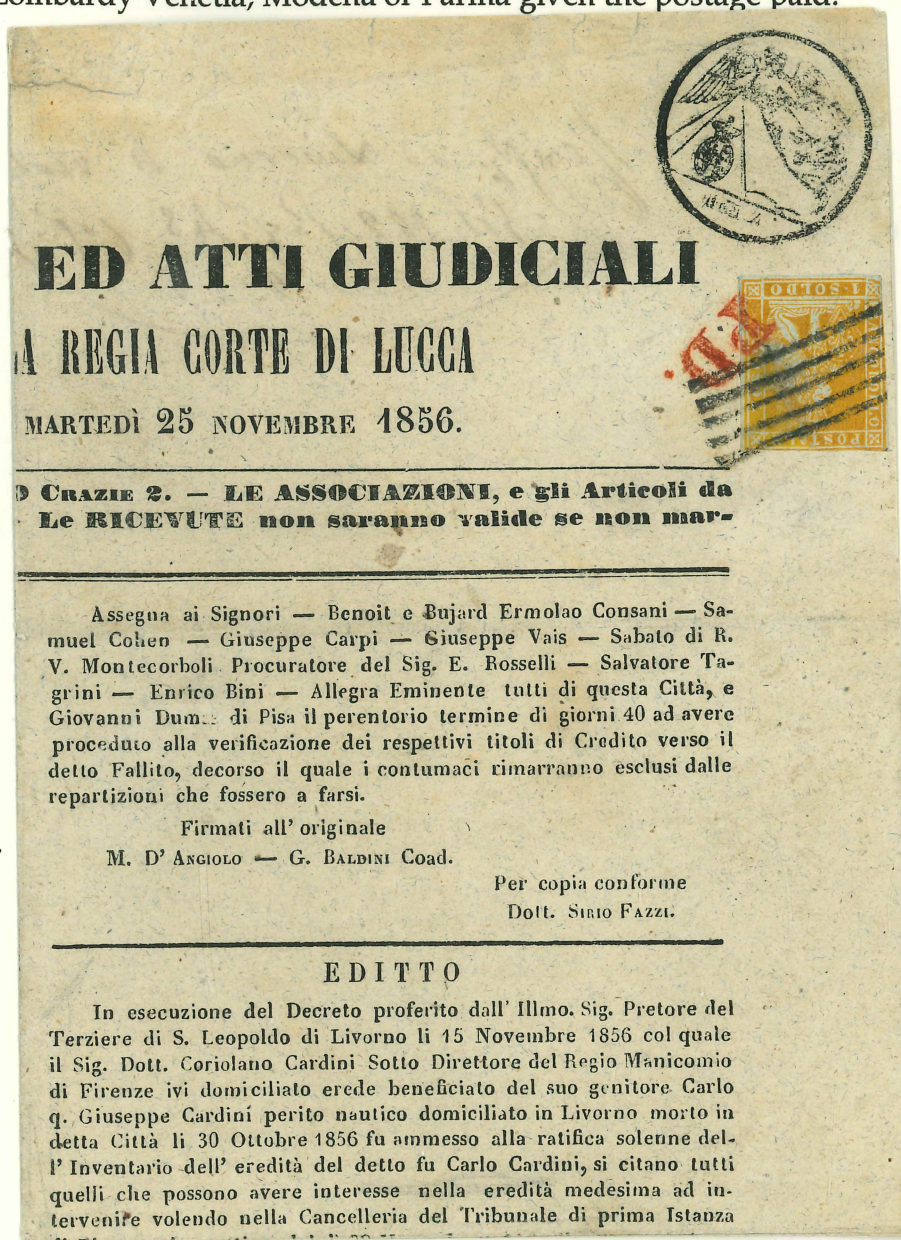 Lombardy Venetia, Modena or Parma given the postage paid.
ED ATTI GIUDICIALI
A REGIA CORTE DI LUCCA
MARTEDÌ 25 NOVEMBRE 1856.
1 SOLDO
PD.
CRAZIE 2. — LE ASSOCIAZIONI, e gli Articoli da
Le RICEVUTE non saranno valide se non mar-
Assegna ai Signori — Benoit e Bujard Ermolao Consani — Sa-
muel Cohen — Giuseppe Carpi — Giuseppe Vais — Sabato di R.
V. Montecorboli Procuratore del Sig. E. Rosselli — Salvatore Ta-
grini — Enrico Bini — Allegra Eminente tutti di questa Città, e
Giovanni di Pisa il perentorio termine di giorni 40 ad avere
proceduto alla verificazione dei respettivi titoli di Credito verso il
detto Fallito, decorso il quale i contumaci rimarranno esclusi dalle
repartizioni che fossero a farsi.
Firmati all' originale
M. D' ANGIOLO — G. BALDINI Coad.
Per copia conforme
Dott. SIRIO FAZZI.
EDITTO
In esecuzione del Decreto proferito dall' Illmo. Sig. Pretore del
Terziere di S. Leopoldo di Livorno li 15 Novembre 1856 col quale
il Sig. Dott. Coriolano Cardini Sotto Direttore del Regio Manicomio
di Firenze ivi domiciliato erede beneficiato del suo genitore Carlo
q. Giuseppe Cardini perito nautico domiciliato in Livorno morto in
detta Città li 30 Ottobre 1856 fu ammesso alla ratifica solenne del-
l' Inventario dell' eredità del detto fu Carlo Cardini, si citano tutti
quelli che possono avere interesse nella eredità medesima ad in-
tervenire volendo nella Cancelleria del Tribunale di prima Istanza